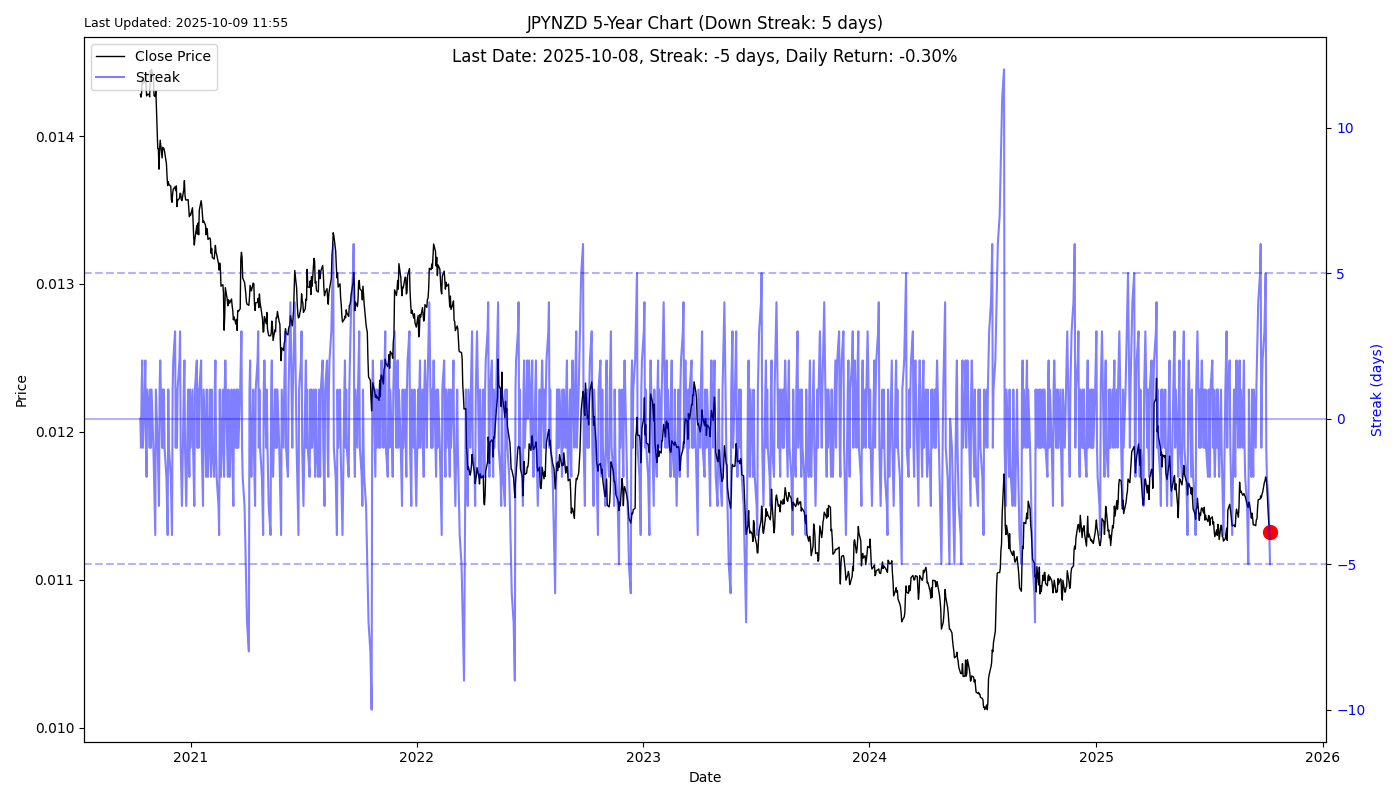 Last Updated: 2025-10-09 11:55
JPYNZD 5-Year Chart (Down Streak: 5 days)
Last Date: 2025-10-08, Streak: -5 days, Daily Return: -0.30%
Close Price
Streak
Price
0.014
0.013
0.012
0.011
0.010
10
5
0
−5
−10
Streak (days)
2021
2022
2023
2024
2025
2026
Date